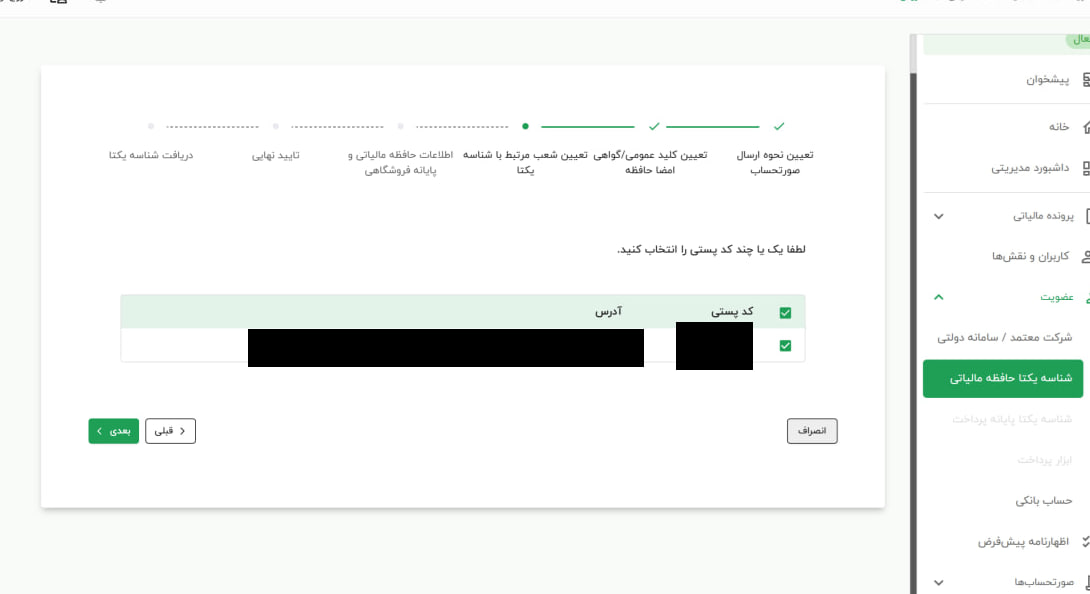 پیشخوان
خانه
داشبورد مدیریتی
پرونده مالیاتی
کاربران و نقش‌ها
عضویت
شرکت معتمد / سامانه دولتی
شناسه یکتا حافظه مالیاتی
شناسه یکتا پایانه پرداخت
ابزار پرداخت
حساب بانکی
اظهارنامه پیش‌فرض
صورتحساب‌ها
تعیین نحوه ارسال
صورتحساب
تعیین کلید عمومی/گواهی
امضا حافظه
تعیین شعب مرتبط با شناسه
یکتا
اطلاعات حافظه مالیاتی و
پایانه فروشگاهی
تایید نهایی
دریافت شناسه یکتا
لطفا یک یا چند کد پستی را انتخاب کنید.
کد پستی آدرس
انصراف
قبلی
بعدی